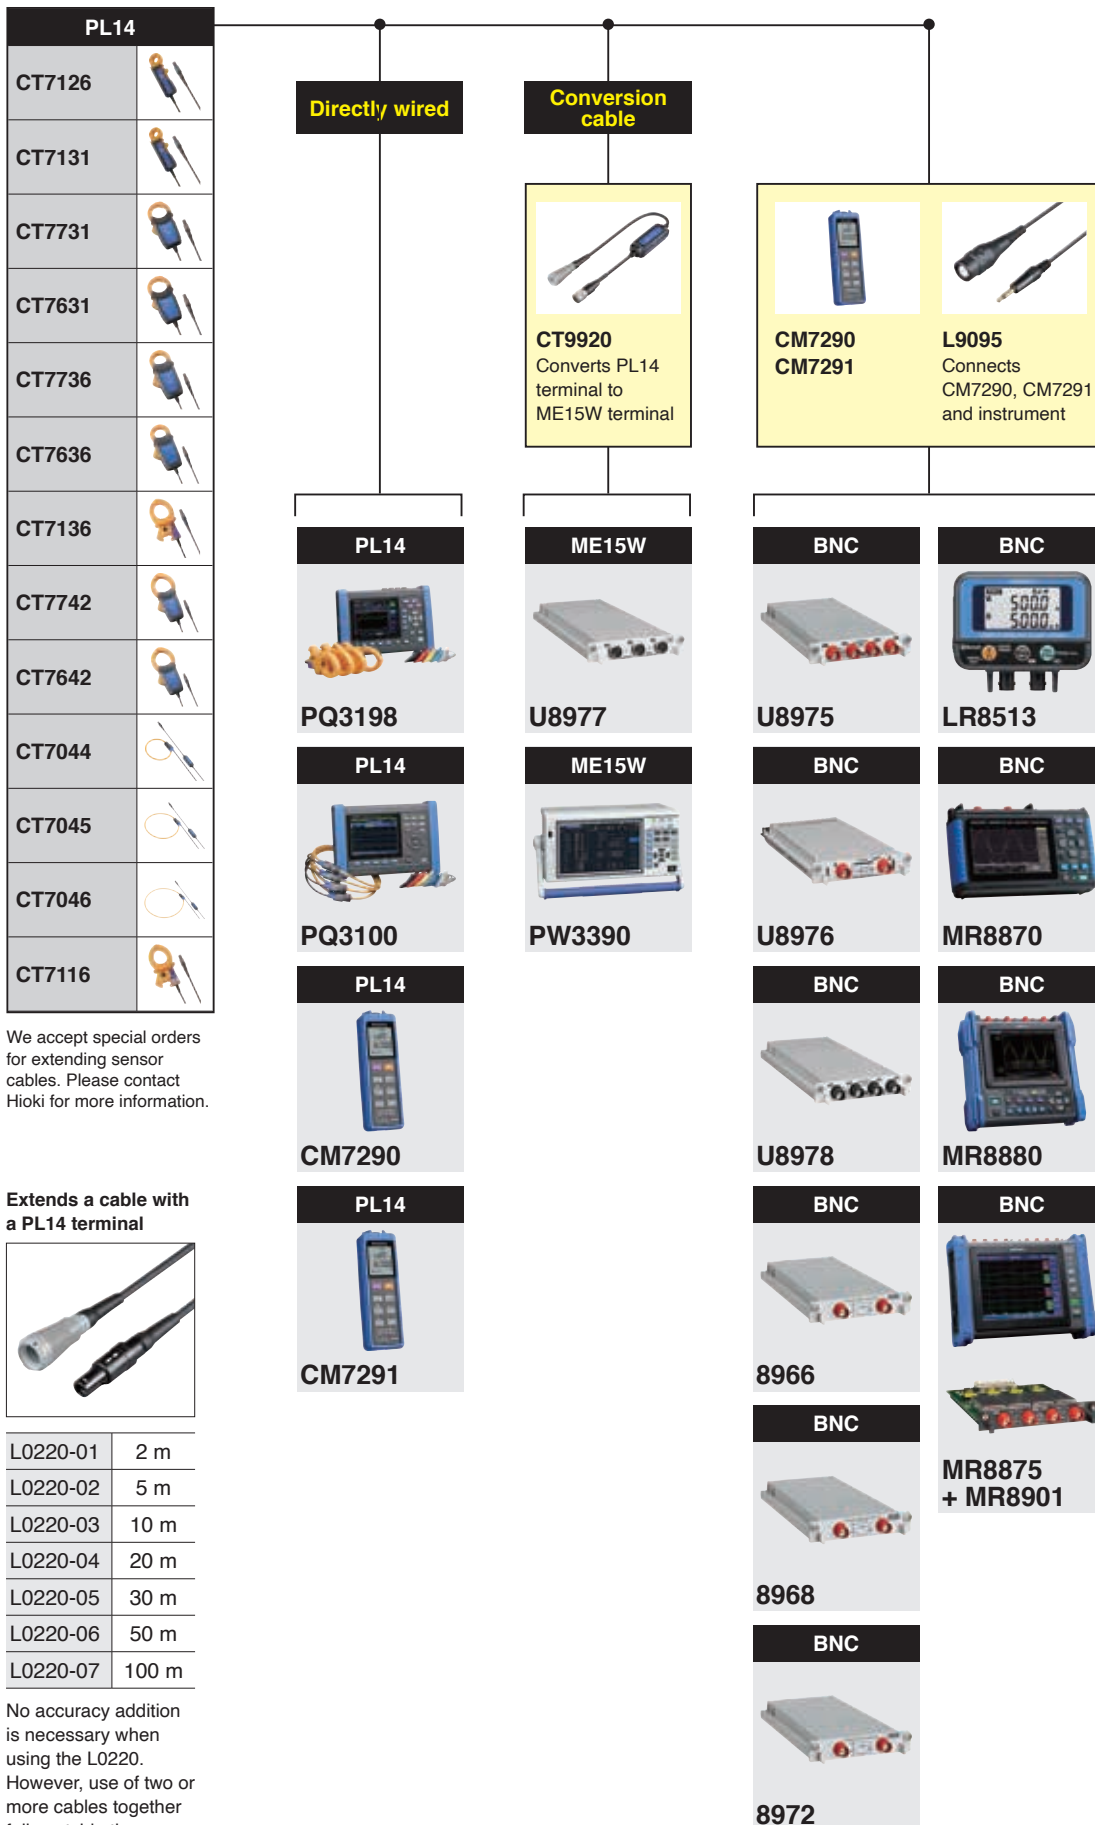 PL14
CT7126
CT7131
CT7731
CT7631
CT7736
CT7636
CT7136
CT7742
CT7642
CT7044
CT7045
CT7046
CT7116
We accept special orders
for extending sensor
cables. Please contact
Hioki for more information.
Extends a cable with
a PL14 terminal
L0220-01 2 m
L0220-02 5 m
L0220-03 10 m
L0220-04 20 m
L0220-05 30 m
L0220-06 50 m
L0220-07 100 m
No accuracy addition
is necessary when
using the L0220.
However, use of two or
more cables together
Directly wired
PL14
PQ3198
PL14
PQ3100
PL14
CM7290
PL14
CM7291
Conversion
cable
CT9920
Converts PL14
terminal to
ME15W terminal
ME15W
U8977
ME15W
PW3390
CM7290
CM7291
L9095
Connects
CM7290, CM7291
and instrument
BNC
U8975
BNC
U8976
BNC
U8978
BNC
8966
BNC
8968
BNC
8972
BNC
500.0
500.0
LR8513
BNC
MR8870
BNC
MR8880
BNC
MR8875
+ MR8901